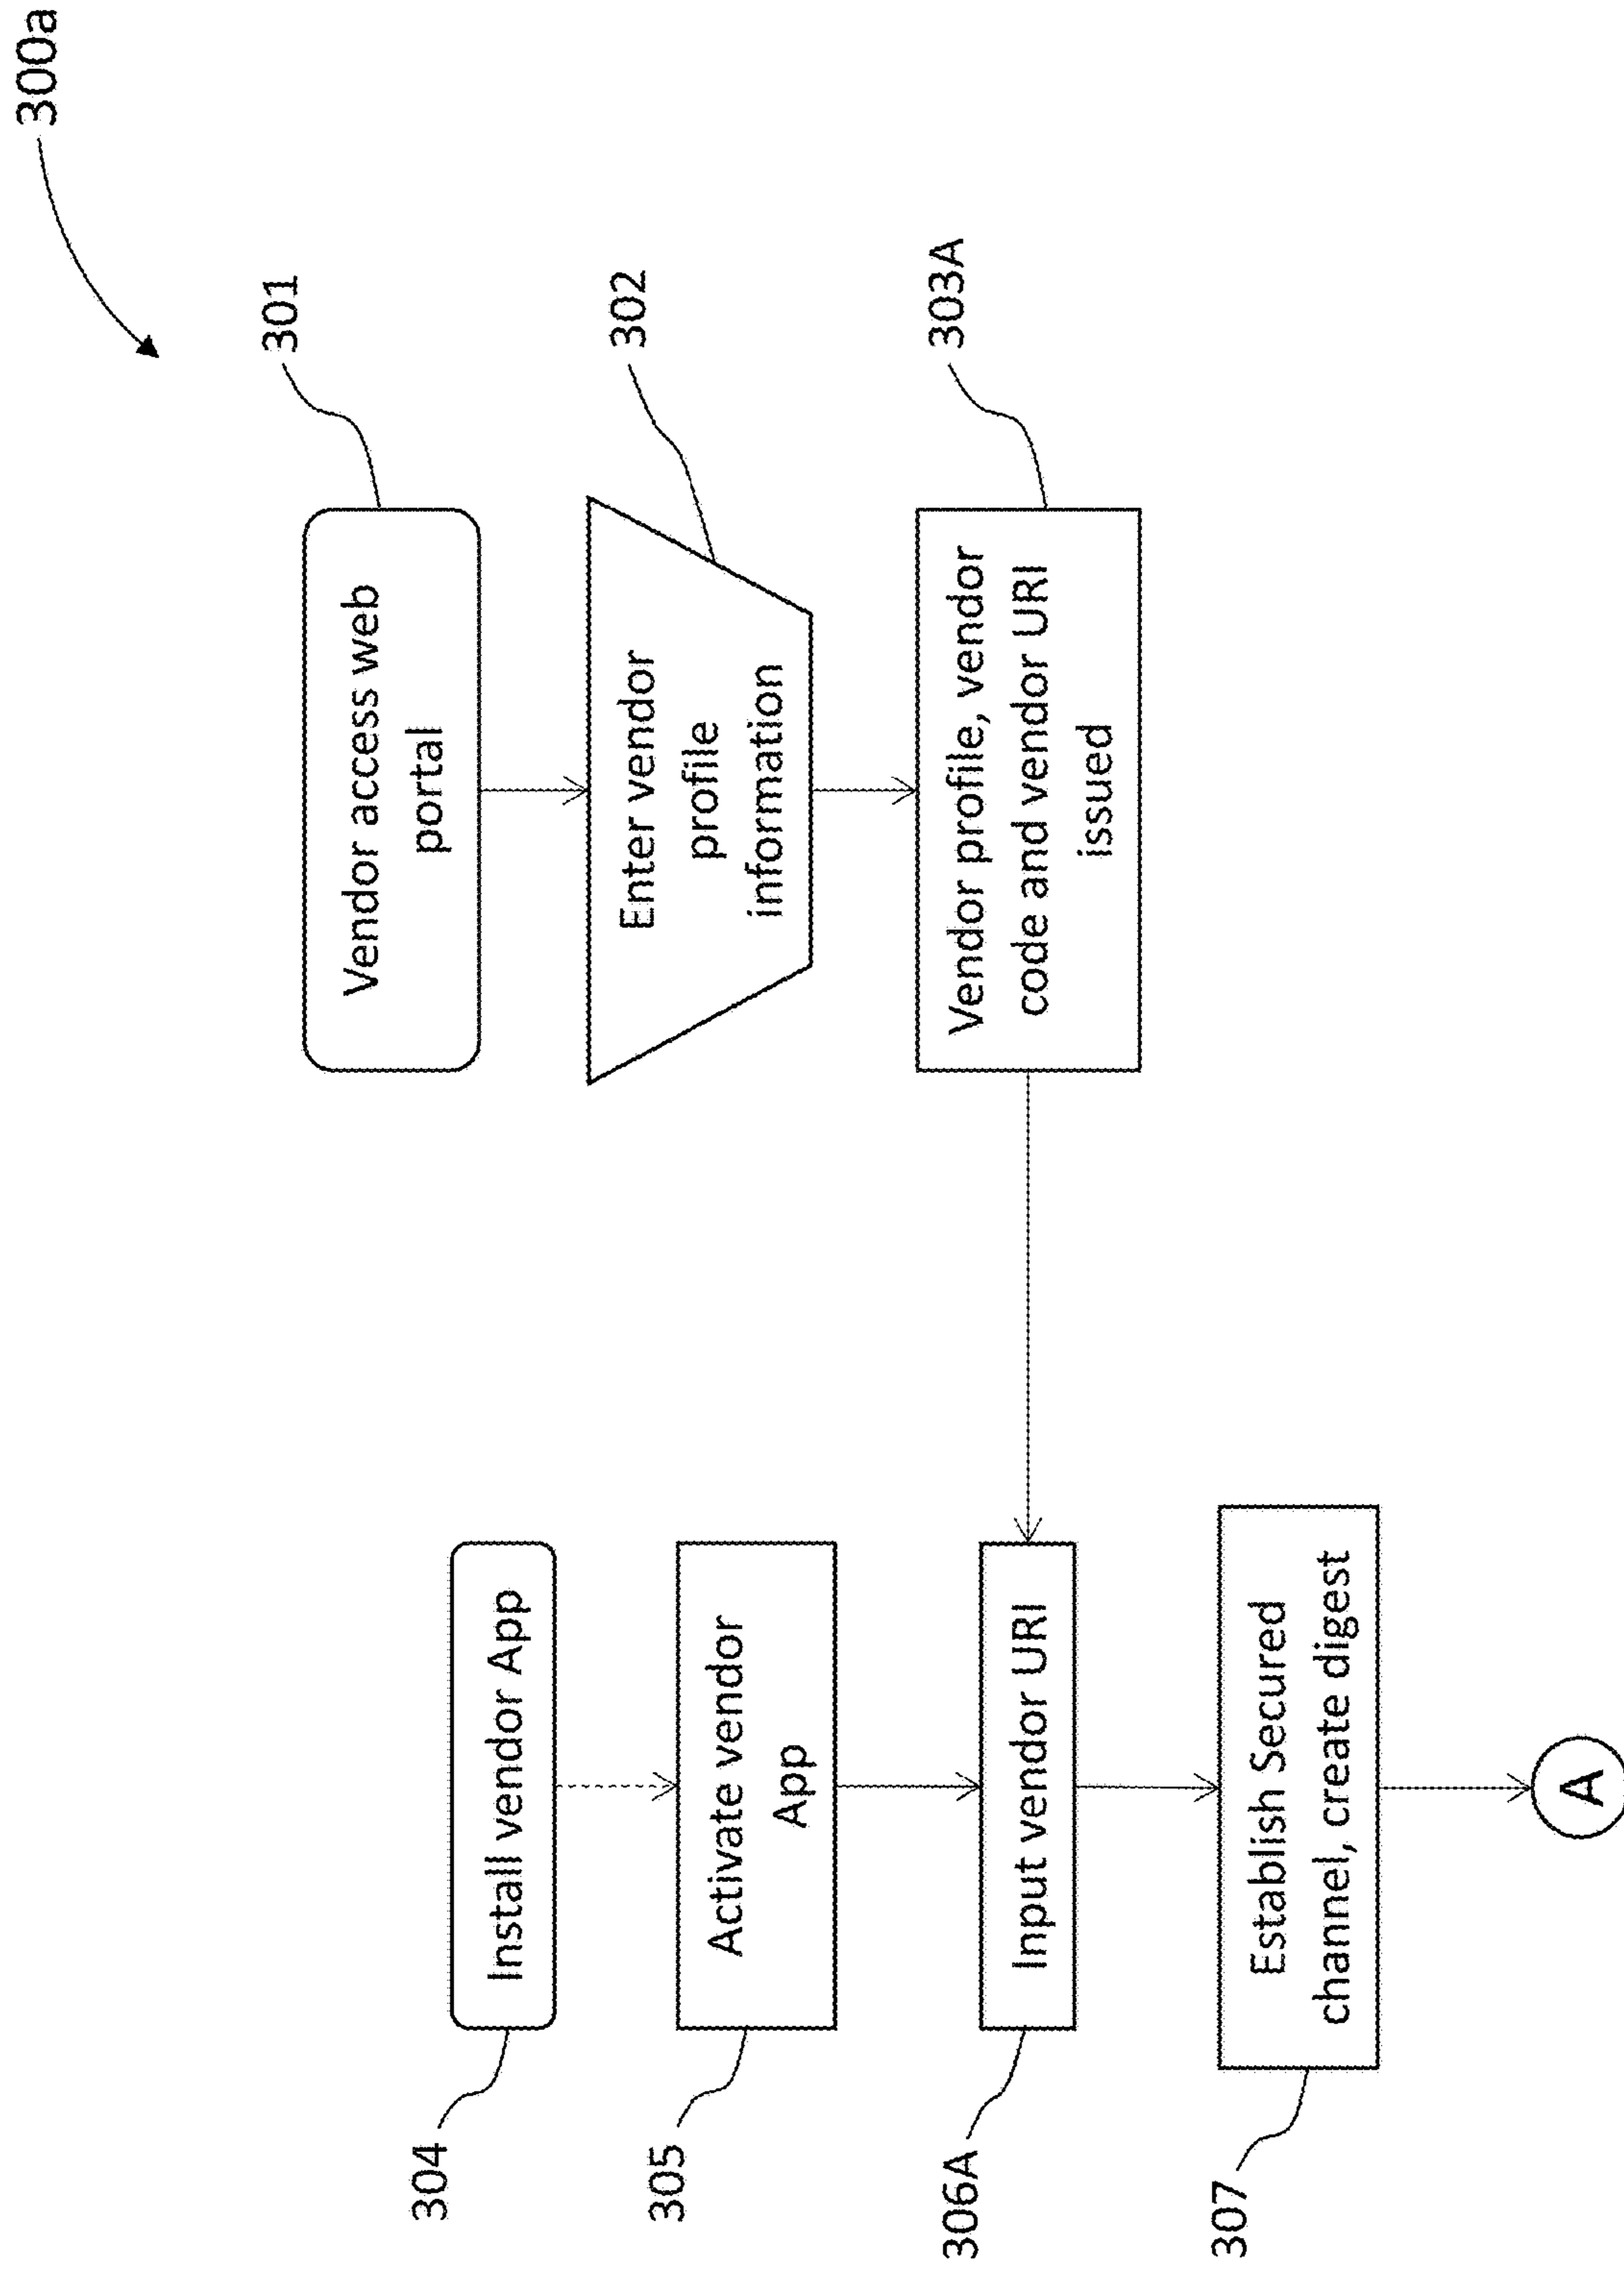 300a
301
Vendor access web
portal
302
Enter vendor
profile
information
303A
Vendor profile, vendor
code and vendor URI
issued
304
Install vendor App
305
Activate vendor
App
306A
Input vendor URI
307
Establish Secured
channel, create digest
A